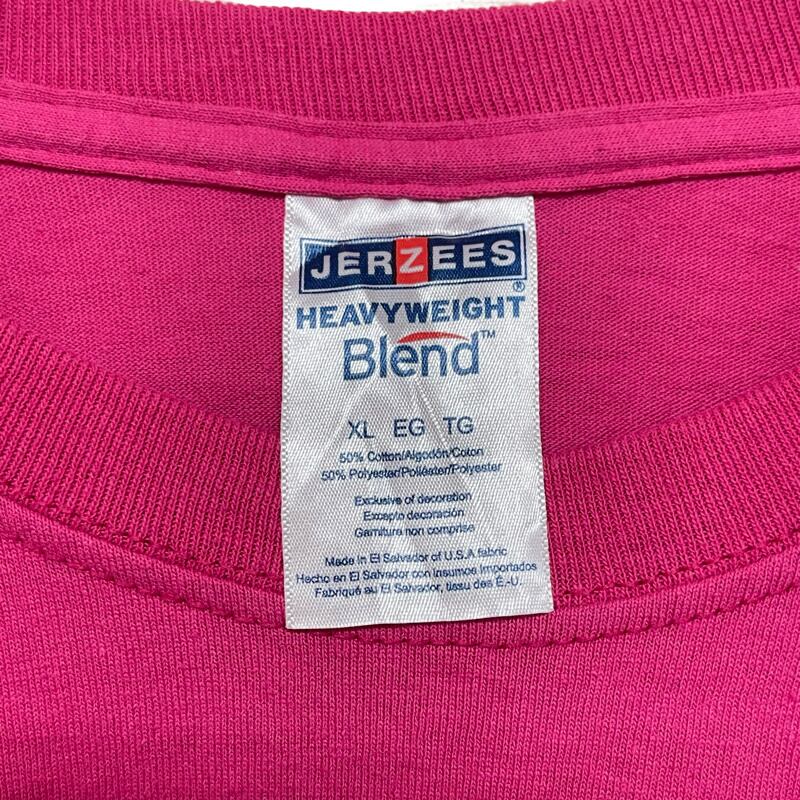 JERZEES®
HEAVYWEIGHT
Blend™
XL EG TG
50% Cotton/Algodón/Coton
50% Polyester/Poliéster/Polyester
Exclusive of decoration
Excepto decoración
Garniture non comprise
Made in El Salvador of U.S.A fabric
Hecho en El Salvador con insumos importados
Fabriqué au El Salvador, tissu des É.-U.